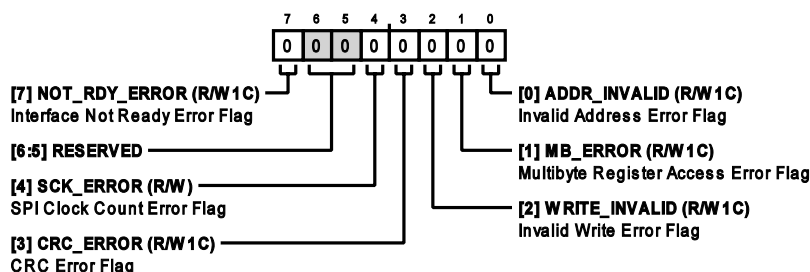 7 6 5 4 3 2 1 0
0 0 0 0 0 0 0 0
[7] NOT_RDY_ERROR (R/W1C)
Interface Not Ready Error Flag
[6:5] RESERVED
[4] SCK_ERROR (R/W)
SPI Clock Count Error Flag
[3] CRC_ERROR (R/W1C)
CRC Error Flag
[0] ADDR_INVALID (R/W1C)
Invalid Address Error Flag
[1] MB_ERROR (R/W1C)
Multibyte Register Access Error Flag
[2] WRITE_INVALID (R/W1C)
Invalid Write Error Flag